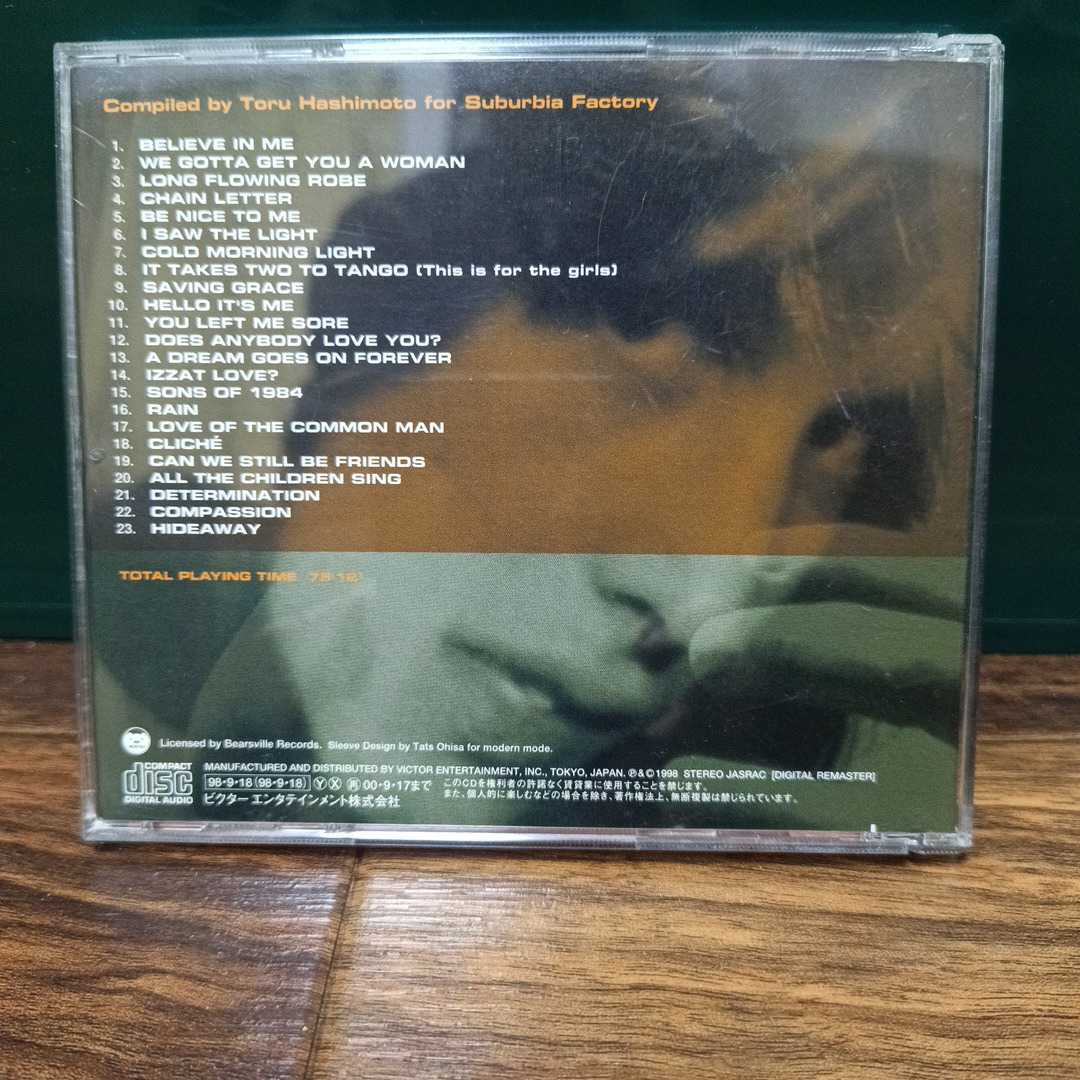 Compiled by Toru Hashimoto for Suburbia Factory
1. BELIEVE IN ME
2. WE GOTTA GET YOU A WOMAN
3. LONG FLOWING ROBE
4. CHAIN LETTER
5. BE NICE TO ME
6. I SAW THE LIGHT
7. COLD MORNING LIGHT
8. IT TAKES TWO TO TANGO (This is for the girls)
9. SAVING GRACE
10. HELLO IT'S ME
11. YOU LEFT ME SORE
12. DOES ANYBODY LOVE YOU?
13. A DREAM GOES ON FOREVER
14. IZZAT LOVE?
15. SONS OF 1984
16. RAIN
17. LOVE OF THE COMMON MAN
18. CLICHÉ
19. CAN WE STILL BE FRIENDS
20. ALL THE CHILDREN SING
21. DETERMINATION
22. COMPASSION
23. HIDEAWAY
TOTAL PLAYING TIME
Licensed by Bearsville Records. Sleeve Design by Tats Ohisa for modern mode.
COMPACT
disc
DIGITAL AUDIO
MANUFACTURED AND DISTRIBUTED BY VICTOR ENTERTAINMENT, INC., TOKYO, JAPAN. ℗&©1998 STEREO JASRAC [DIGITAL REMASTER]
98-9-18(98-9-18) Ⓨ Ⓧ ㊞00-9-17まで このCDを権利者の許諾なく賃貸業に使用することを禁じます。
ビクターエンタテインメント株式会社 また、個人的に楽しむなどの場合を除き、著作権法上、無断複製は禁じられています。